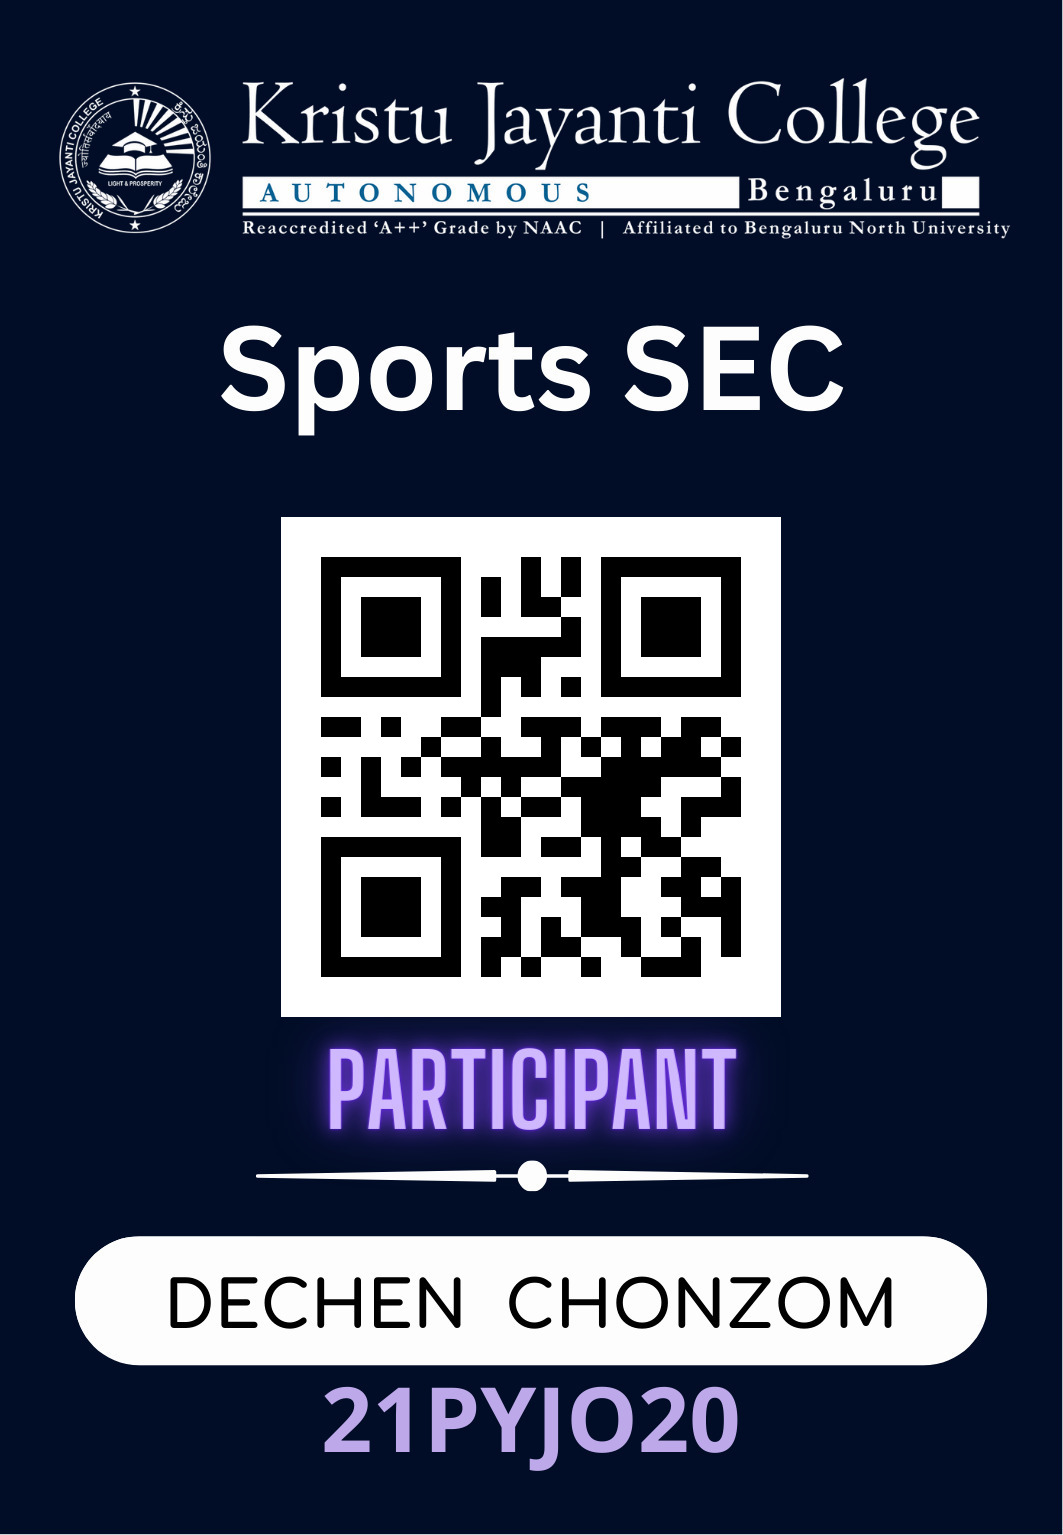 KRISTU JAYANTI COLLEGE
LIGHT & PROSPERITY
Kristu Jayanti College
AUTONOMOUS Bengaluru
Reaccredited ‘A++’ Grade by NAAC | Affiliated to Bengaluru North University
Sports SEC
PARTICIPANT
DECHEN CHONZOM
21PYJO20